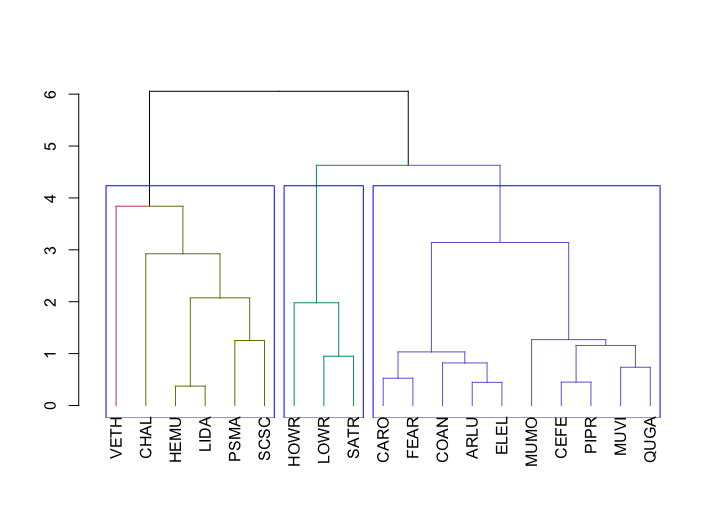 6
5
4
3
2
1
0
VETH
CHAL
HEMU
LIDA
PSMA
SCSC
HOWR
LOWR
SATR
CARO
FEAR
COAN
ARLU
ELEL
MUMO
CEFE
PIPR
MUVI
QUGA